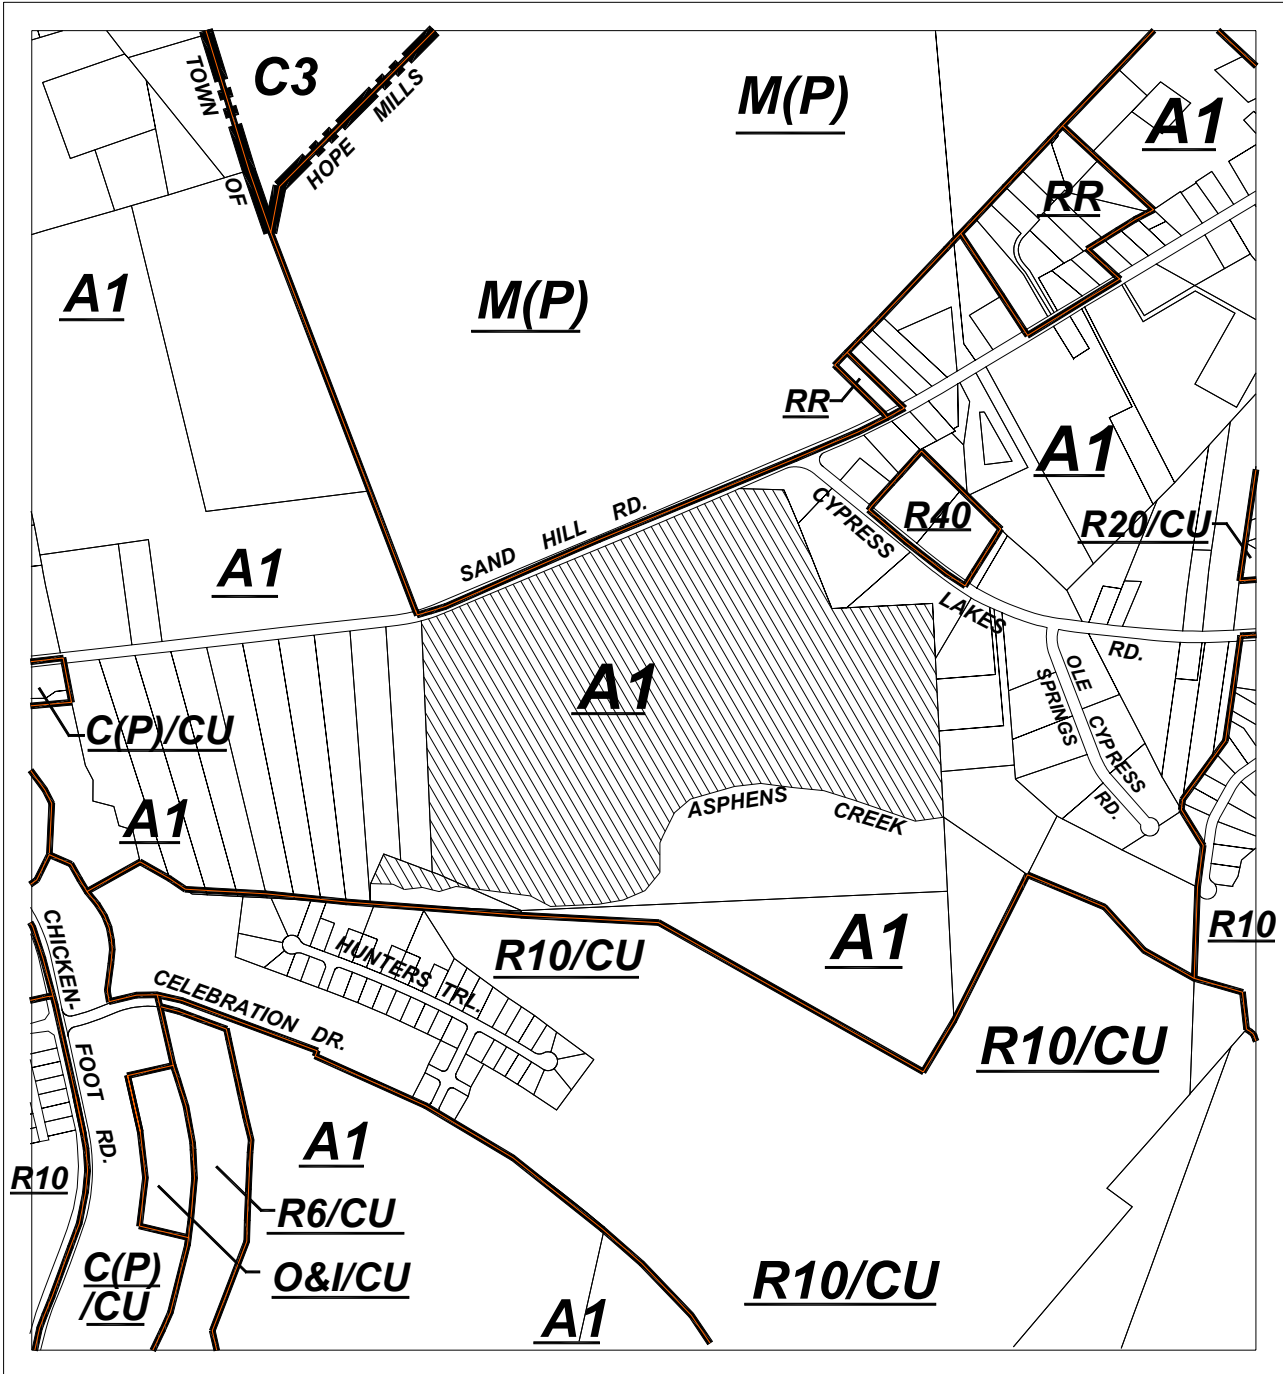 C3
TOWN
OF
HOPE
MILLS
M(P)
A1
RR
A1
M(P)
RR
A1
R40
R20/CU
SAND HILL RD.
CYPRESS
LAKES
RD.
A1
A1
OLE CYPRESS
SPRINGS
RD.
C(P)/CU
A1
ASPHENS CREEK
CHICKEN-
FOOT
RD.
HUNTERS TRL.
R10/CU
A1
R10
CELEBRATION DR.
R10/CU
A1
R10
R6/CU
C(P)
/CU
O&I/CU
R10/CU
A1